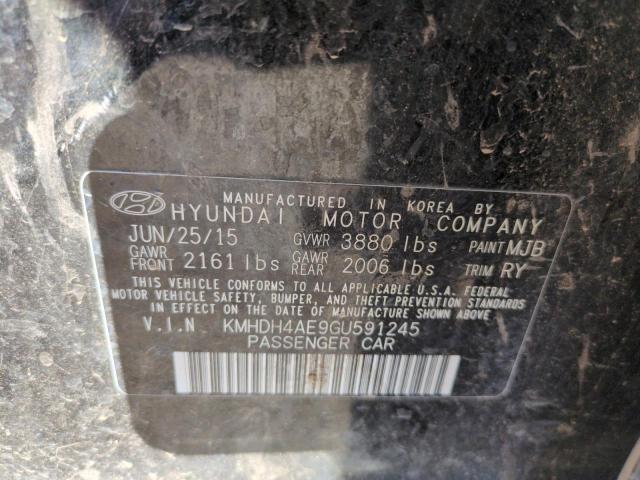 MANUFACTURED IN KOREA BY
HYUNDAI MOTOR COMPANY
JUN/25/15 GVWR 3880 lbs PAINT MJB
GAWR FRONT 2161 lbs GAWR REAR 2006 lbs TRIM RY
THIS VEHICLE CONFORMS TO ALL APPLICABLE U.S.A. FEDERAL
MOTOR VEHICLE SAFETY, BUMPER, AND THEFT PREVENTION STANDARDS
IN EFFECT ON THE DATE OF MANUFACTURE SHOWN ABOVE.
V.I.N KMHDH4AE9GU591245
PASSENGER CAR